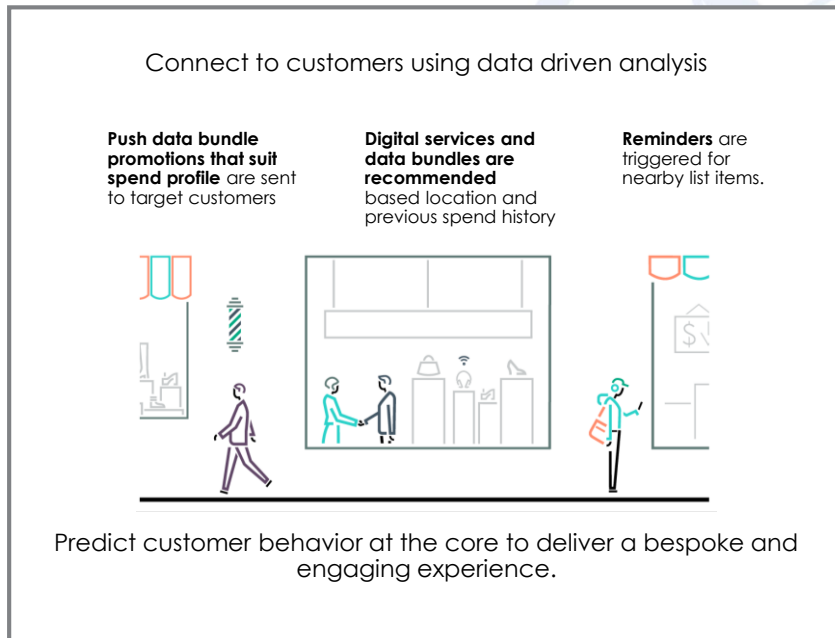 Connect to customers using data driven analysis
Push data bundle
promotions that suit
spend profile are sent
to target customers
Digital services and
data bundles are
recommended
based location and
previous spend history
Reminders are
triggered for
nearby list items.
$
Predict customer behavior at the core to deliver a bespoke and
engaging experience.